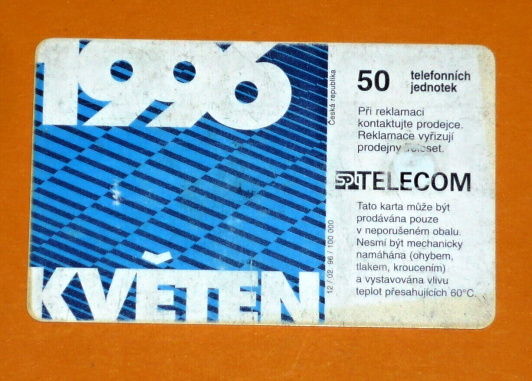 1996
KVĚTEN
Česká republika
12 / 02. 96 / 100 000
50 telefonních
jednotek
Při reklamaci
kontaktujte prodejce.
Reklamace vyřizují
prodejny Teleset.
SPT TELECOM
Tato karta může být
prodávána pouze
v neporušeném obalu.
Nesmí být mechanicky
namáhána (ohybem,
tlakem, kroucením)
a vystavována vlivu
teplot přesahujících 60°C.